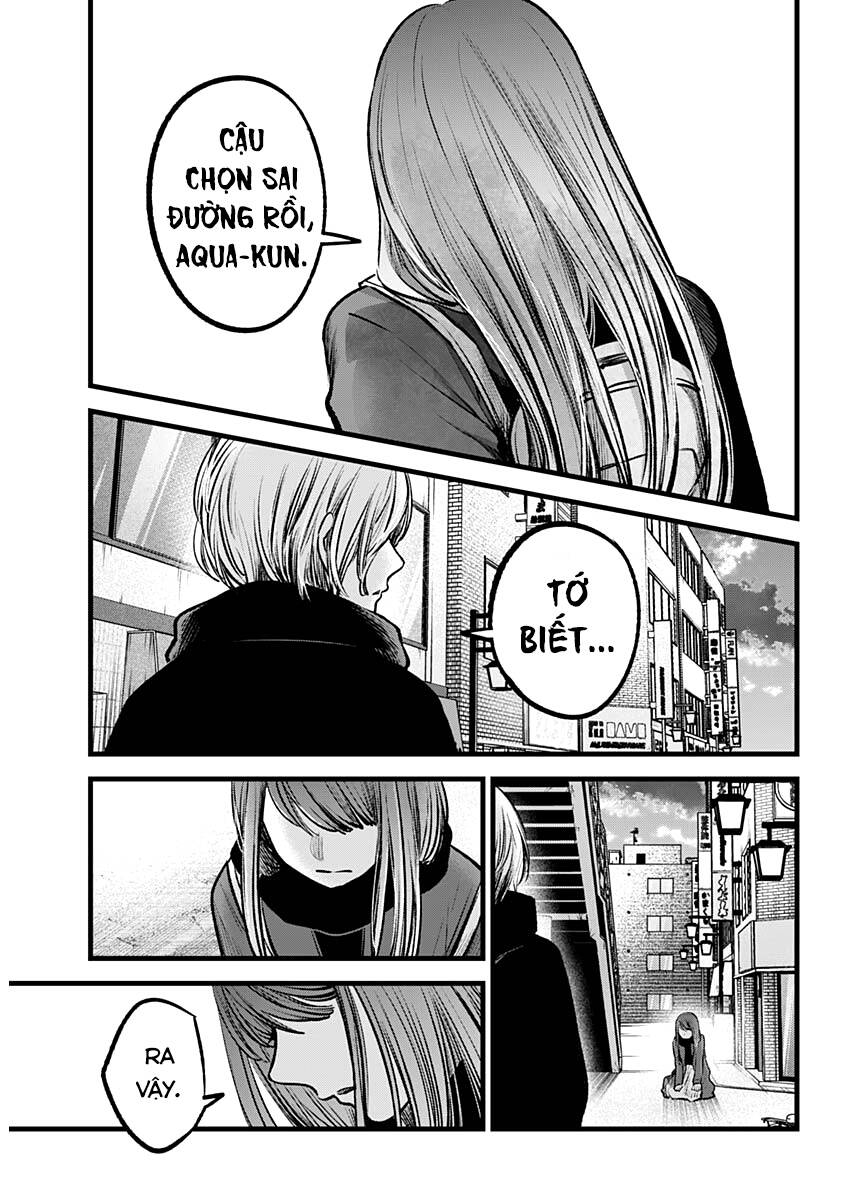 CẬU
CHỌN SAI
ĐƯỜNG RỒI,
AQUA-KUN.
TỚ
BIẾT...
RA
VẬY.